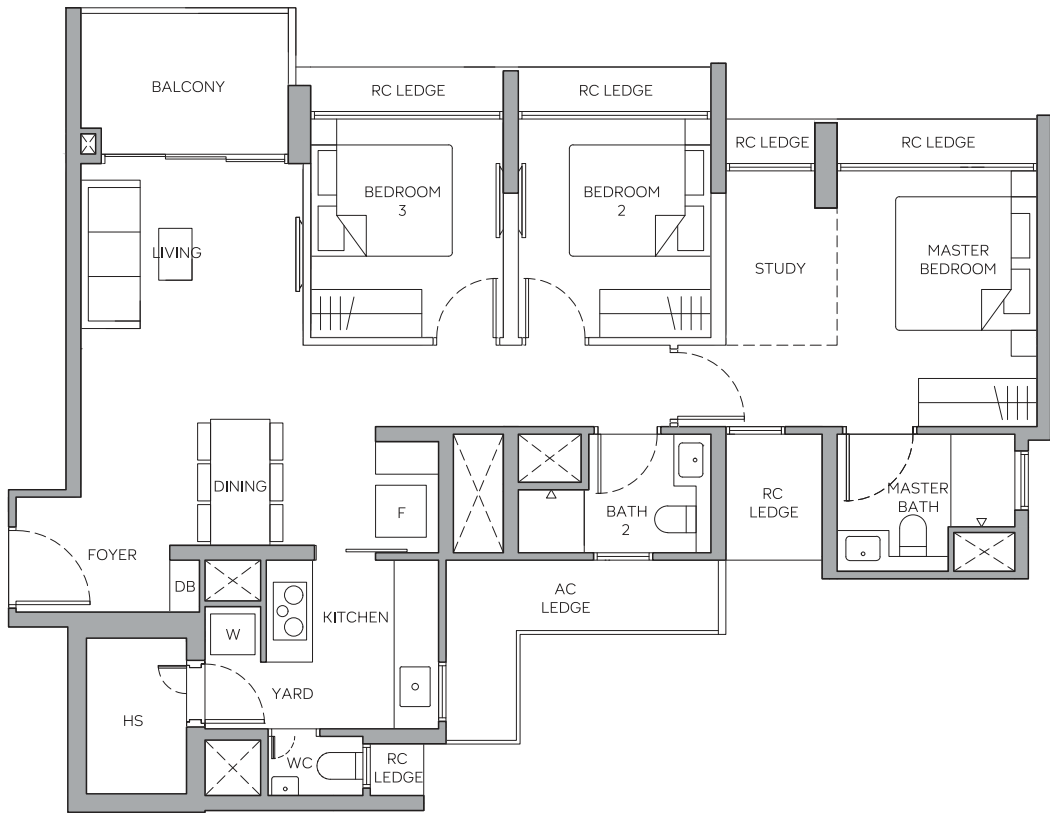 BALCONY
RC LEDGE
RC LEDGE
RC LEDGE
RC LEDGE
BEDROOM
3
BEDROOM
2
LIVING
STUDY
MASTER
BEDROOM
DINING
F
BATH
2
RC
LEDGE
MASTER
BATH
FOYER
DB
AC
LEDGE
KITCHEN
W
YARD
HS
WC
RC
LEDGE